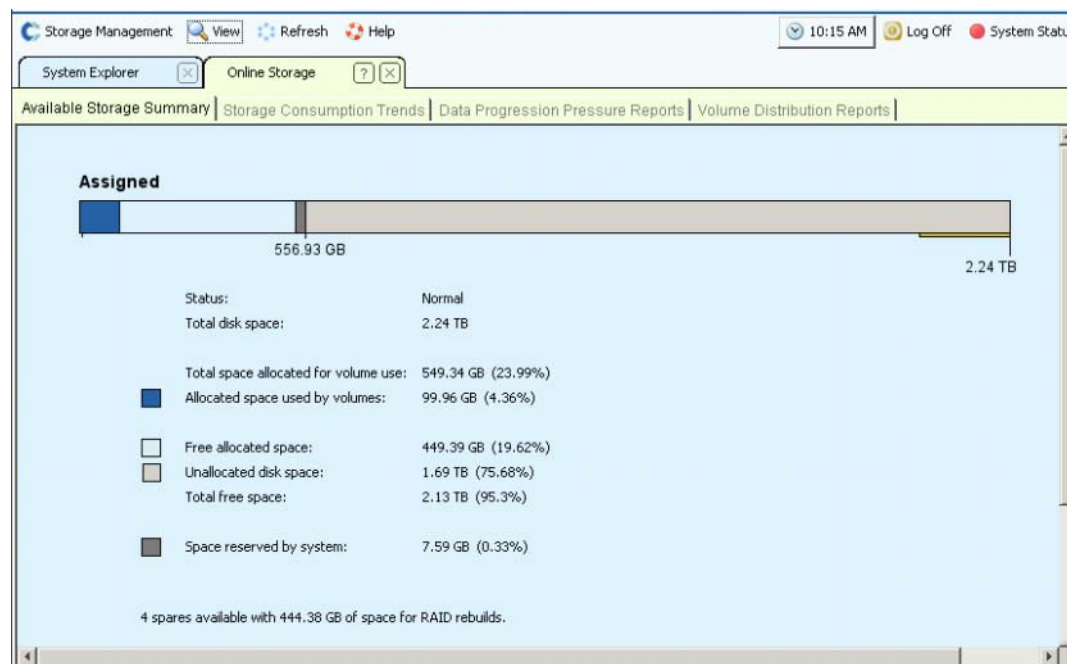 Storage Management View Refresh Help 10:15 AM Log Off System Statu
System Explorer Online Storage ?
Available Storage Summary Storage Consumption Trends Data Progression Pressure Reports Volume Distribution Reports
Assigned
556.93 GB
2.24 TB
Status: Normal
Total disk space: 2.24 TB
Total space allocated for volume use: 549.34 GB (23.99%)
Allocated space used by volumes: 99.96 GB (4.36%)
Free allocated space: 449.39 GB (19.62%)
Unallocated disk space: 1.69 TB (75.68%)
Total free space: 2.13 TB (95.3%)
Space reserved by system: 7.59 GB (0.33%)
4 spares available with 444.38 GB of space for RAID rebuilds.